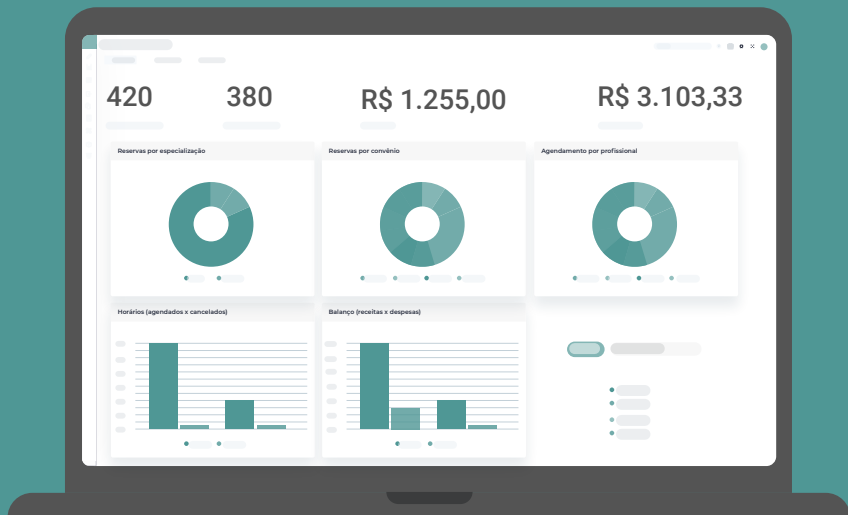 420
380
R$ 1.255,00
R$ 3.103,33
Reservas por especialização
Reservas por convênio
Agendamento por profissional
Horários (agendados x cancelados)
Balanço (receitas x despesas)